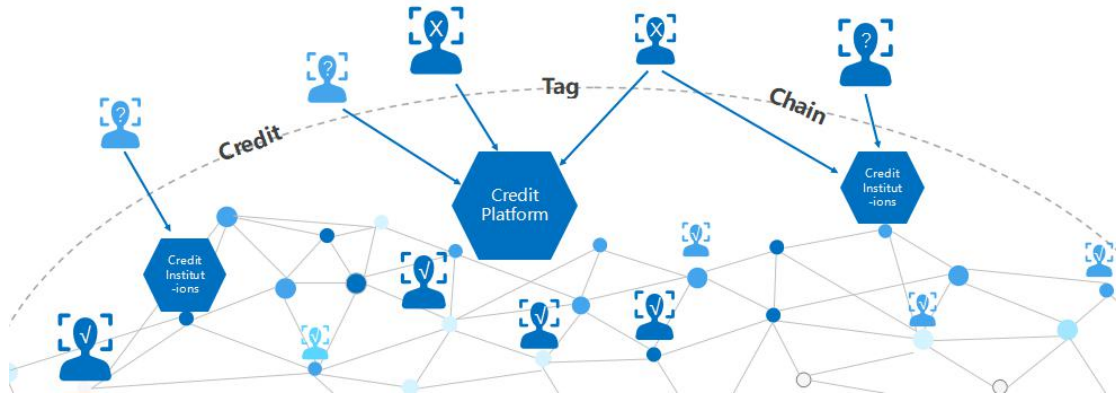 X
X
?
?
Tag
Chain
?
Credit
Credit
Institut
-ions
Credit
Platform
√
Credit
Institut
-ions
√
√
√
√
√
√
√